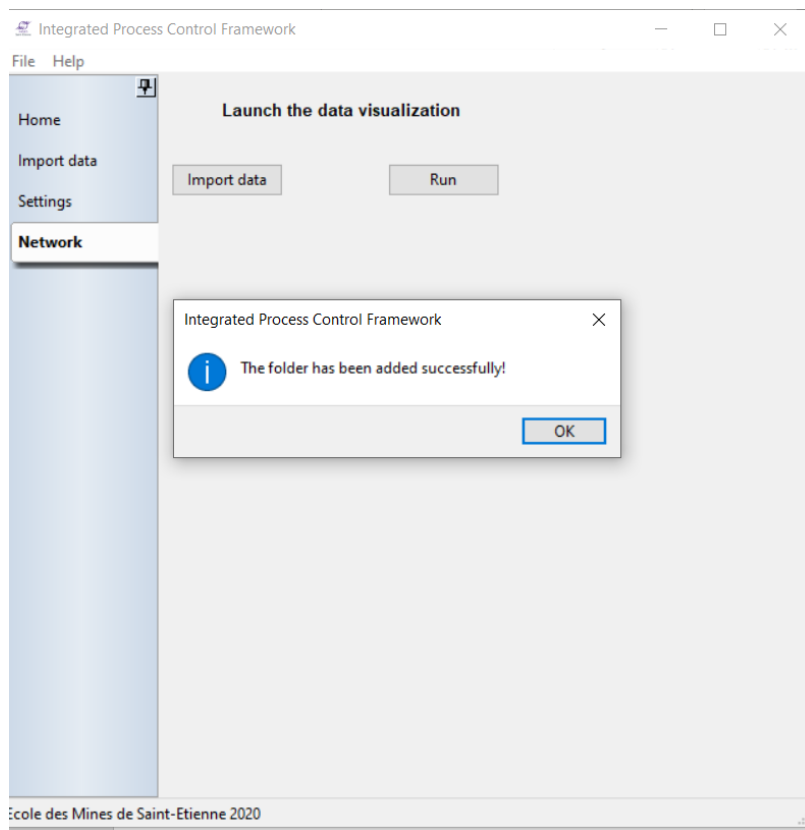 Integrated Process Control Framework
File Help
Home
Import data
Settings
Network
Launch the data visualization
Import data Run
Integrated Process Control Framework
The folder has been added successfully!
OK
Ecole des Mines de Saint-Etienne 2020